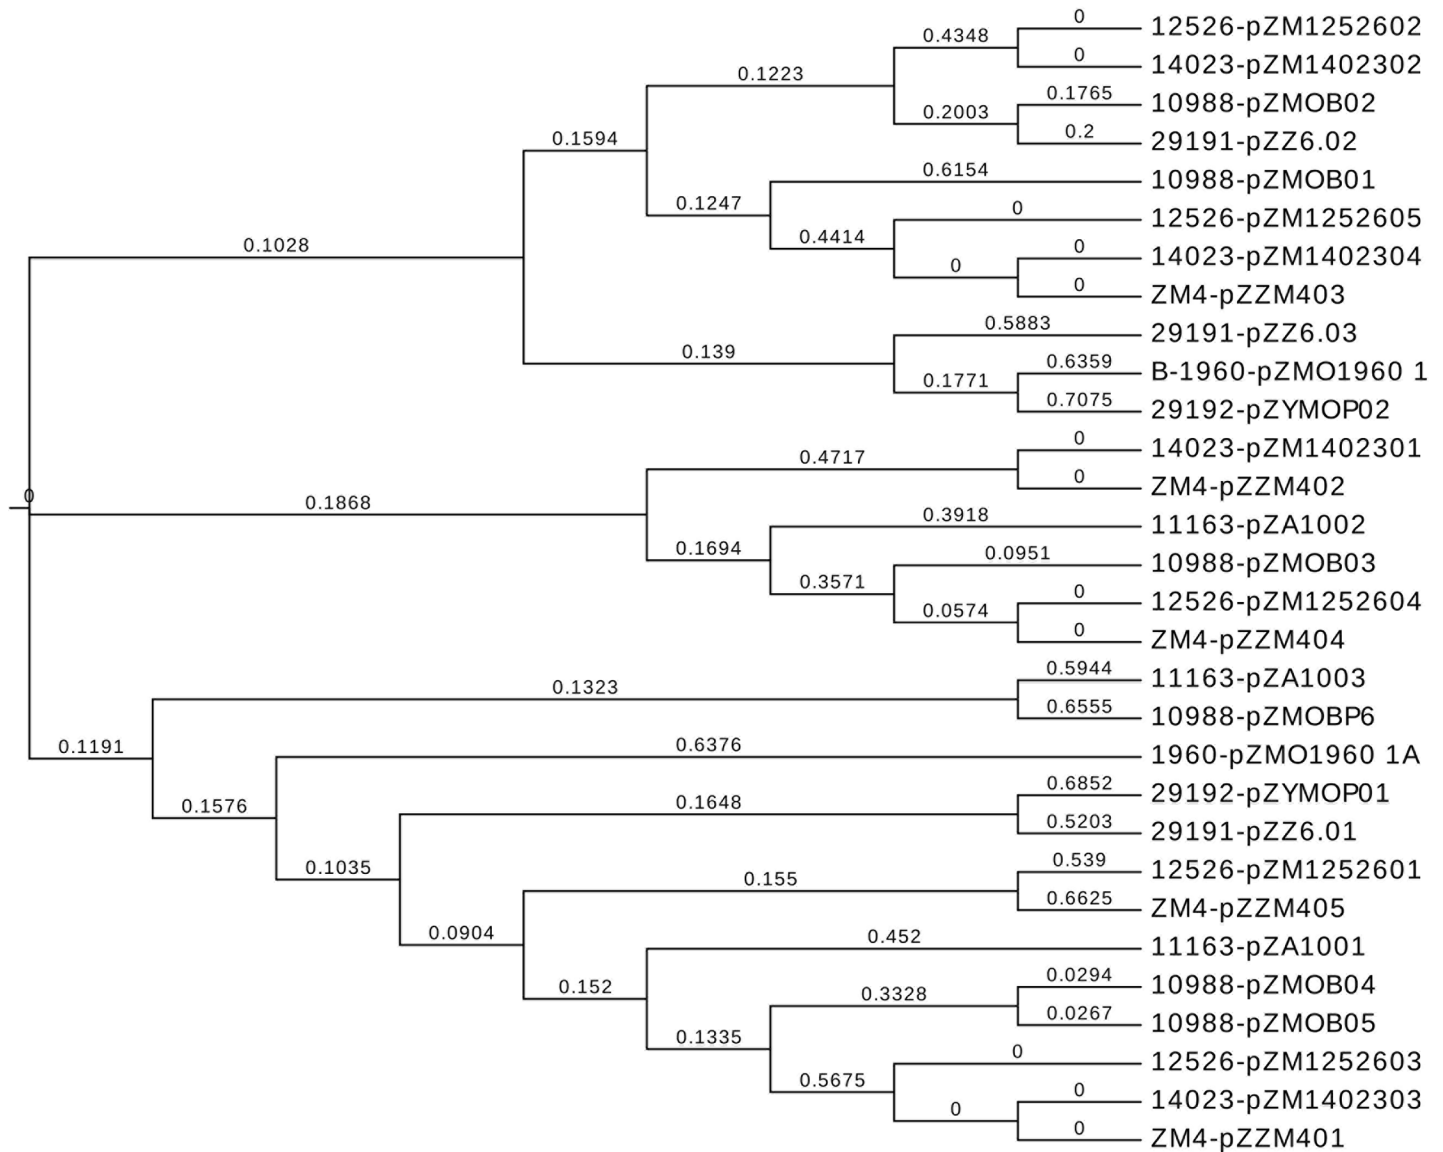 0
12526-pZM1252602
0.4348
0
14023-pZM1402302
0.1223
0.1765
10988-pZMOB02
0.2003
0.2
29191-pZZ6.02
0.1594
0.6154
10988-pZMOB01
0.1247
0
12526-pZM1252605
0.4414
0
14023-pZM1402304
0
0
ZM4-pZZM403
0.1028
0.5883
29191-pZZ6.03
0.139
0.6359
B-1960-pZMO1960 1
0.1771
0.7075
29192-pZYMOP02
0
14023-pZM1402301
0.4717
0
ZM4-pZZM402
0
0.1868
0.3918
11163-pZA1002
0.1694
0.0951
10988-pZMOB03
0.3571
0
12526-pZM1252604
0.0574
0
ZM4-pZZM404
0.5944
11163-pZA1003
0.1323
0.6555
10988-pZMOBP6
0.1191
0.6376
1960-pZMO1960 1A
0.1576
0.6852
29192-pZYMOP01
0.1648
0.5203
29191-pZZ6.01
0.1035
0.539
12526-pZM1252601
0.155
0.6625
ZM4-pZZM405
0.0904
0.452
11163-pZA1001
0.152
0.0294
10988-pZMOB04
0.3328
0.0267
10988-pZMOB05
0.1335
0
12526-pZM1252603
0.5675
0
14023-pZM1402303
0
0
ZM4-pZZM401